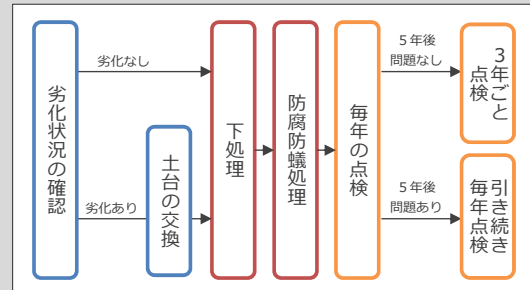 劣化状況の確認
劣化なし
劣化あり
土台の交換
下処理
防腐防蟻処理
毎年の点検
5年後
問題なし
3年ごと
点検
5年後
問題あり
引き続き
毎年点検